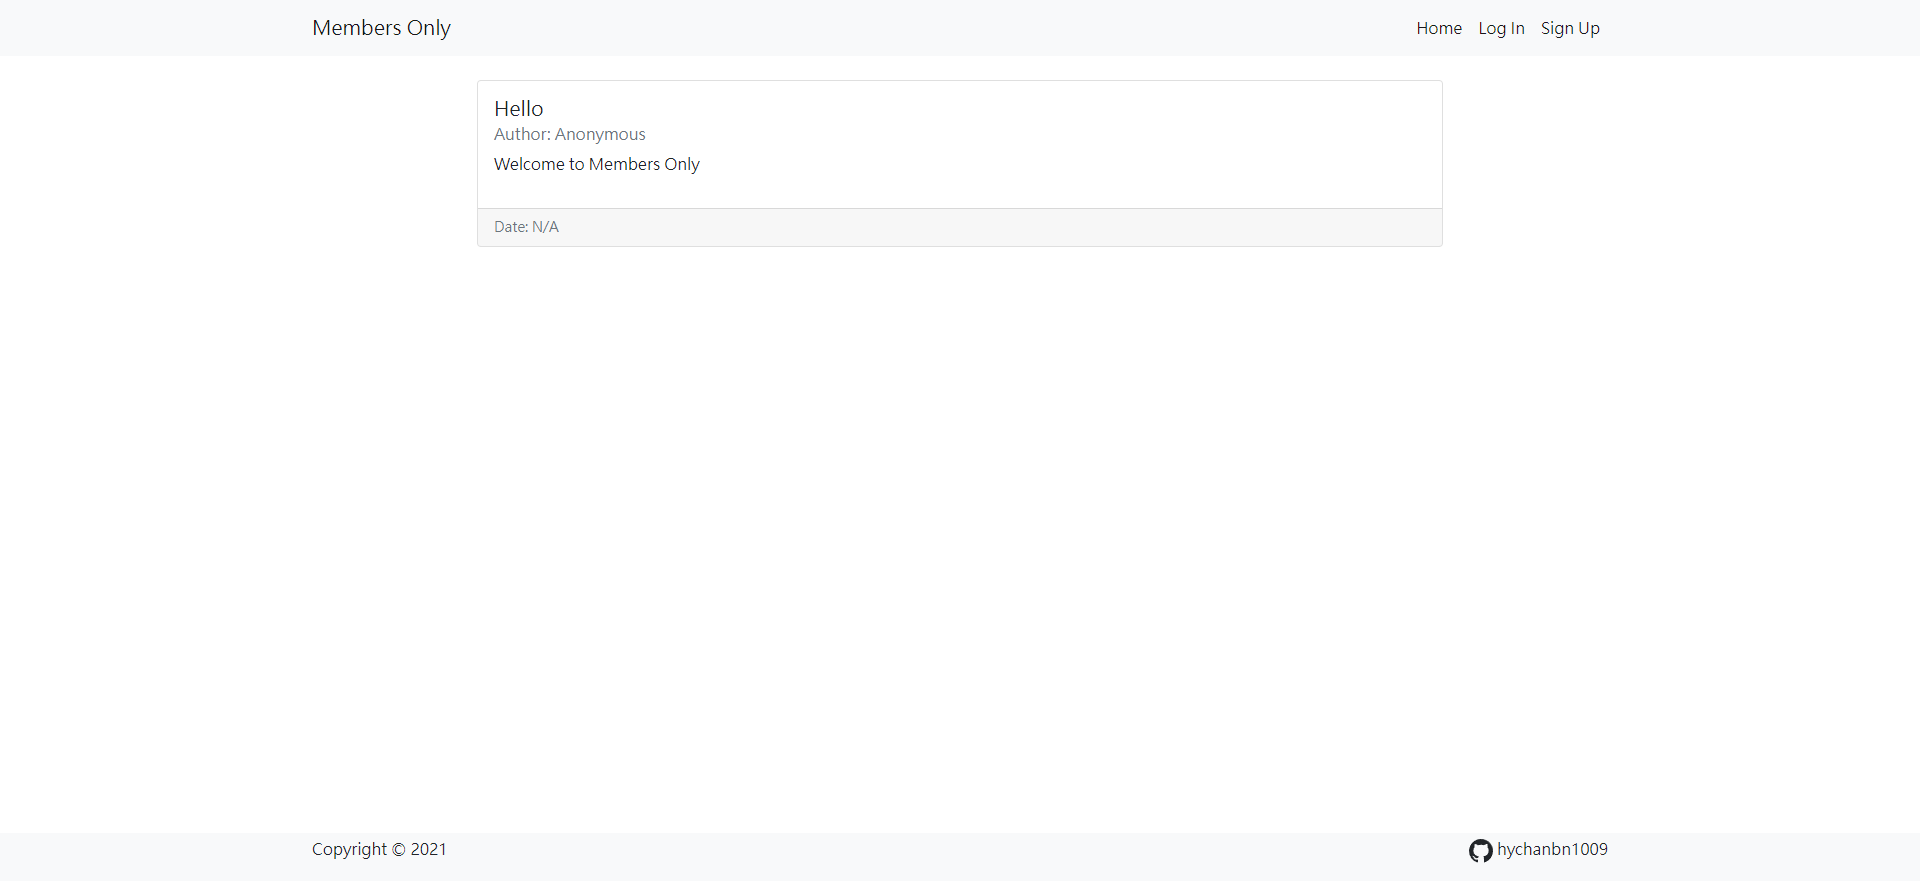 Members Only
Home Log In Sign Up
Hello
Author: Anonymous
Welcome to Members Only
Date: N/A
Copyright © 2021
hychanbn1009